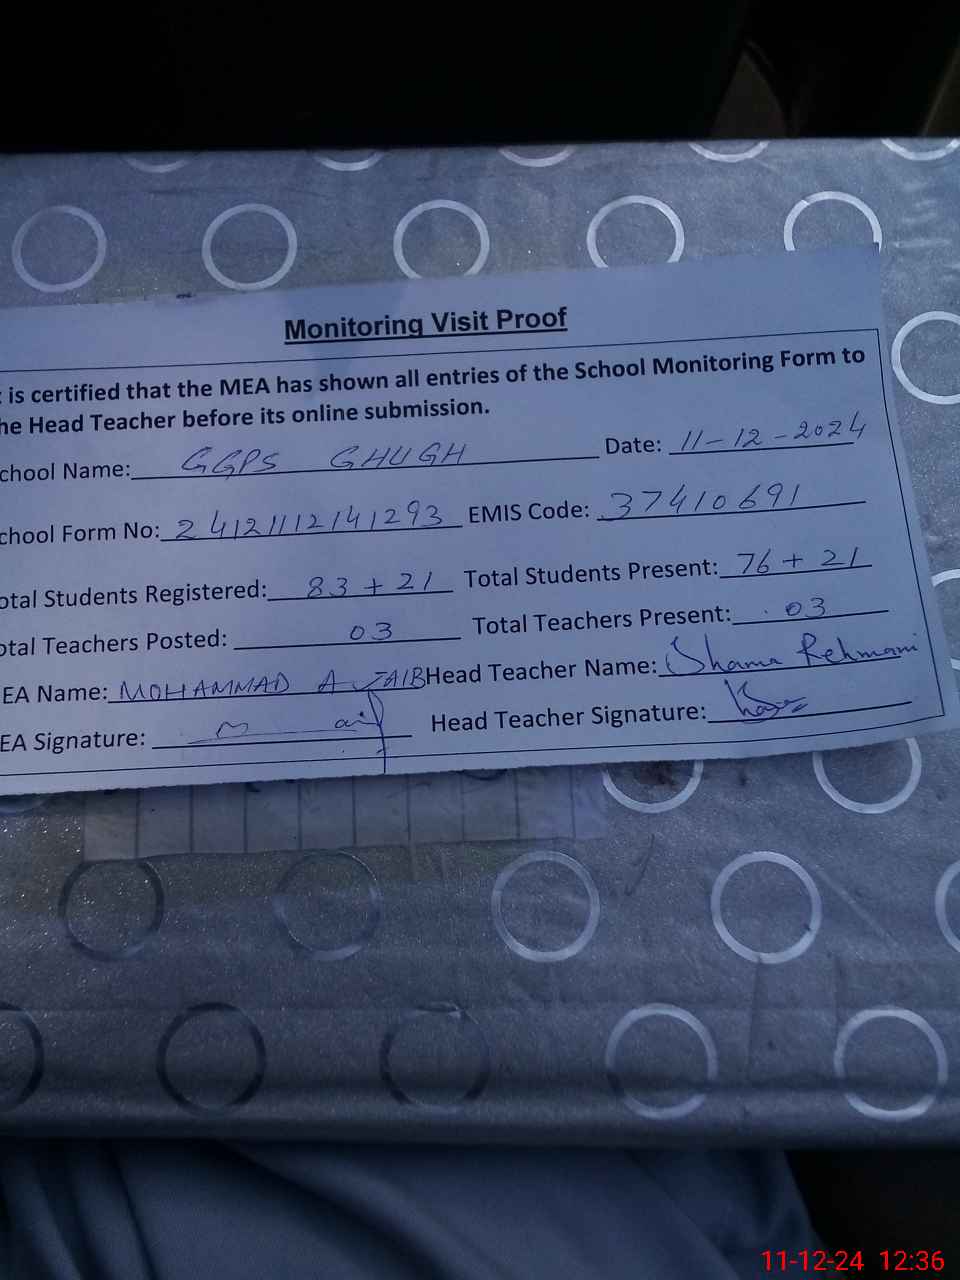 Monitoring Visit Proof
is certified that the MEA has shown all entries of the School Monitoring Form to
he Head Teacher before its online submission.
chool Name: GGPS GHUGH Date: 11-12-2024
chool Form No: 24121112141293 EMIS Code: 37410691
otal Students Registered: 83 + 21 Total Students Present: 76 + 21
otal Teachers Posted: 03 Total Teachers Present: 03
EA Name: MOHAMMAD AJAIB Head Teacher Name: Shama Rehmani
EA Signature: Head Teacher Signature:
11-12-24 12:36